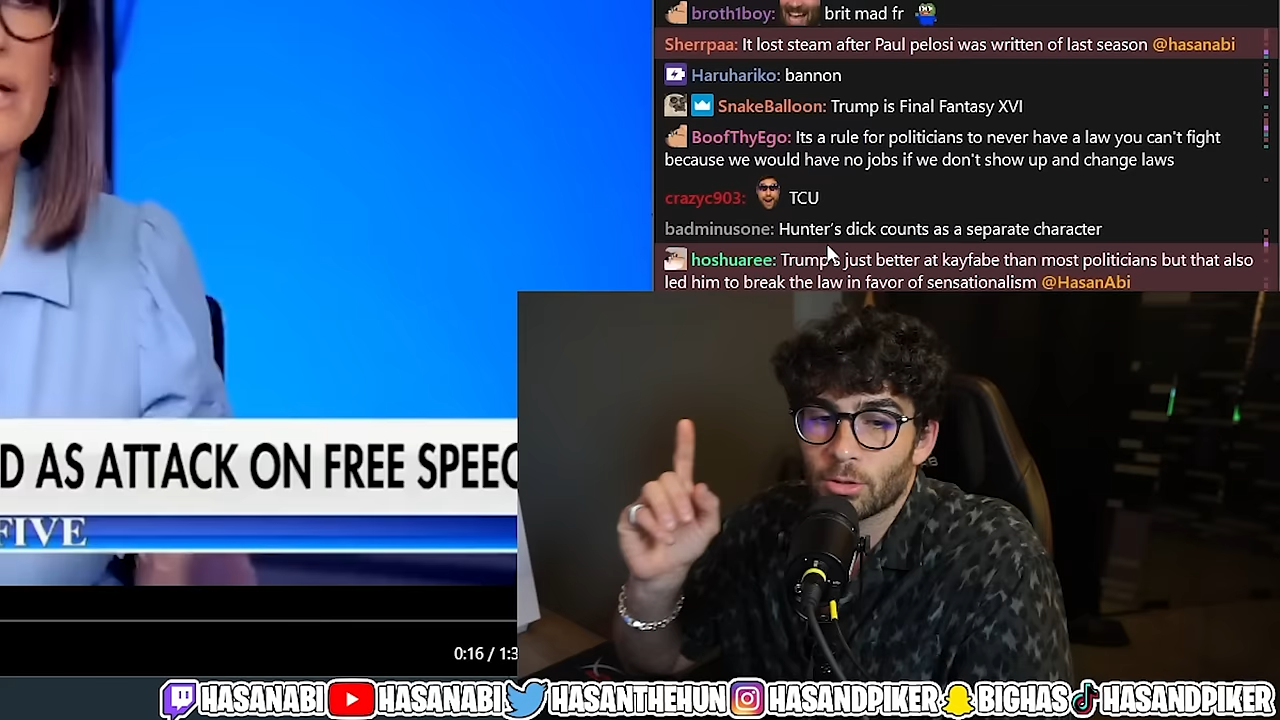 broth1boy: brit mad fr
Sherrpaa: It lost steam after Paul pelosi was written of last season @hasanabi
Haruhariko: bannon
SnakeBalloon: Trump is Final Fantasy XVI
BoofThyEgo: Its a rule for politicians to never have a law you can't fight
because we would have no jobs if we don't show up and change laws
crazyc903: TCU
badminusone: Hunter's dick counts as a separate character
hoshuaree: Trump's just better at kayfabe than most politicians but that also
led him to break the law in favor of sensationalism @HasanAbi
D AS ATTACK ON FREE SPEEC
FIVE
0:16 / 1:3
HASANABI HASANABI HASANTHEHUN HASANDPIKER BIGHAS HASANDPIKER